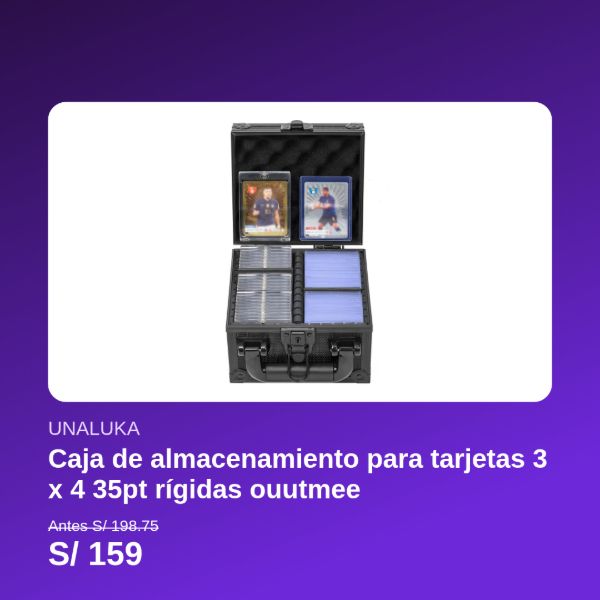 UNALUKA
Caja de almacenamiento para tarjetas 3
x 4 35pt rígidas ouutmee
Antes S/ 198.75
S/ 159